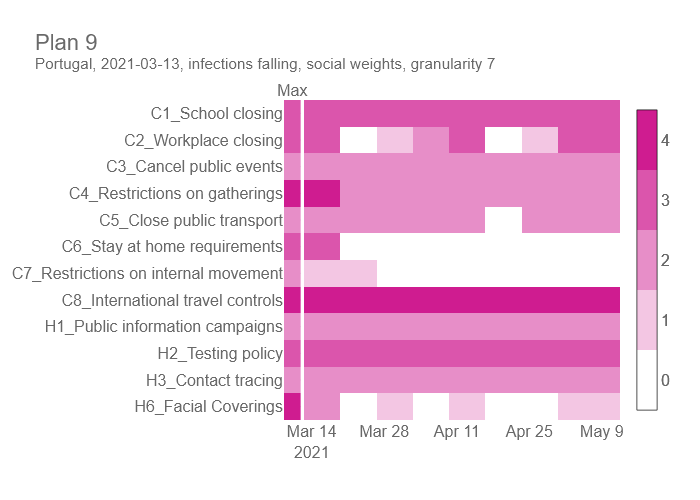 Plan 9
Portugal, 2021-03-13, infections falling, social weights, granularity 7
Max
C1_School closing
C2_Workplace closing
C3_Cancel public events
C4_Restrictions on gatherings
C5_Close public transport
C6_Stay at home requirements
C7_Restrictions on internal movement
C8_International travel controls
H1_Public information campaigns
H2_Testing policy
H3_Contact tracing
H6_Facial Coverings
Mar 14 Mar 28 Apr 11 Apr 25 May 9
2021
4
3
2
1
0